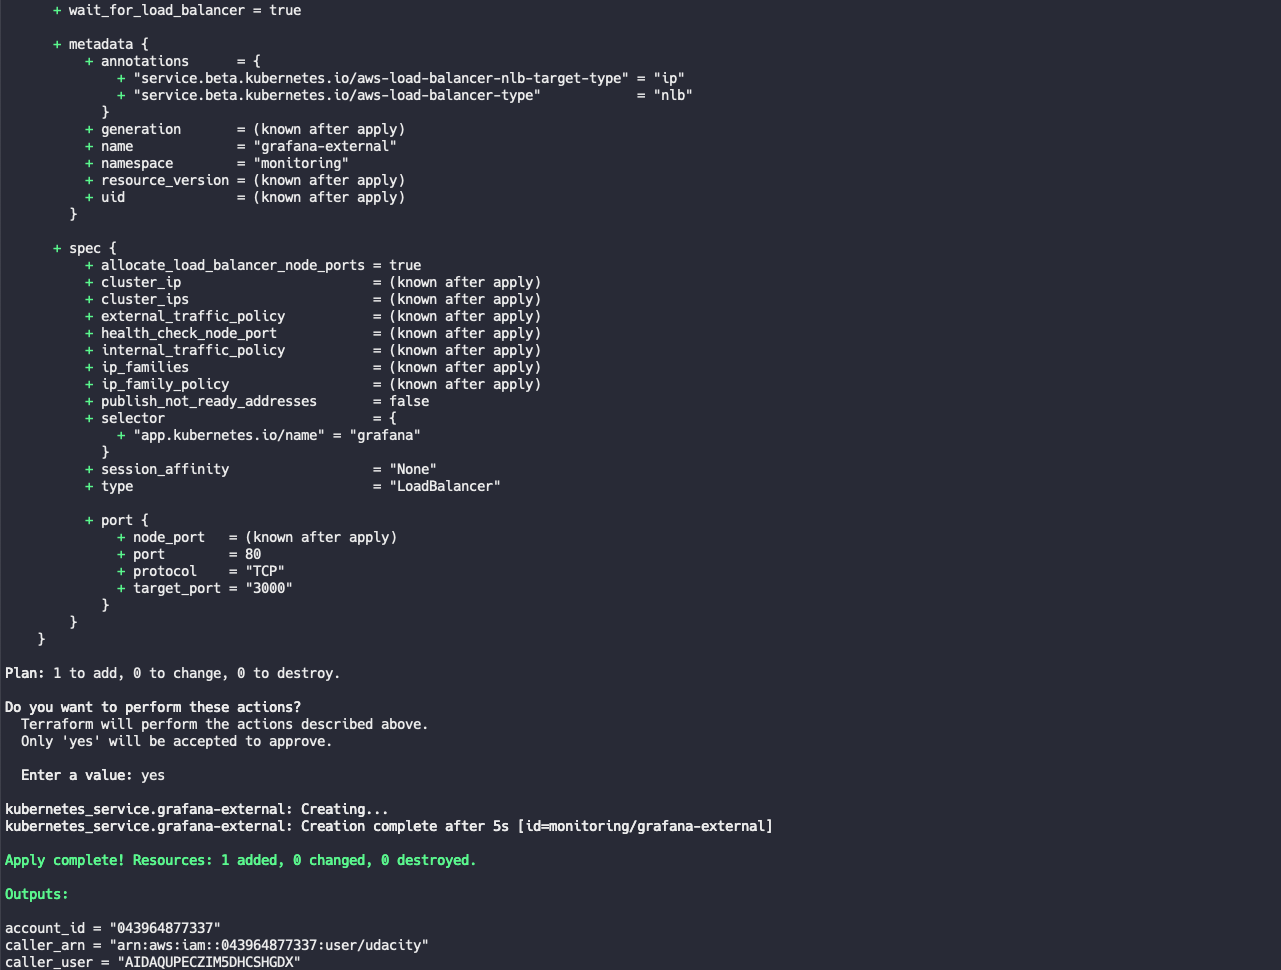 + wait_for_load_balancer = true
+ metadata {
+ annotations = {
+ "service.beta.kubernetes.io/aws-load-balancer-nlb-target-type" = "ip"
+ "service.beta.kubernetes.io/aws-load-balancer-type" = "nlb"
}
+ generation = (known after apply)
+ name = "grafana-external"
+ namespace = "monitoring"
+ resource_version = (known after apply)
+ uid = (known after apply)
}
+ spec {
+ allocate_load_balancer_node_ports = true
+ cluster_ip = (known after apply)
+ cluster_ips = (known after apply)
+ external_traffic_policy = (known after apply)
+ health_check_node_port = (known after apply)
+ internal_traffic_policy = (known after apply)
+ ip_families = (known after apply)
+ ip_family_policy = (known after apply)
+ publish_not_ready_addresses = false
+ selector = {
+ "app.kubernetes.io/name" = "grafana"
}
+ session_affinity = "None"
+ type = "LoadBalancer"
+ port {
+ node_port = (known after apply)
+ port = 80
+ protocol = "TCP"
+ target_port = "3000"
}
}
}
Plan: 1 to add, 0 to change, 0 to destroy.
Do you want to perform these actions?
Terraform will perform the actions described above.
Only 'yes' will be accepted to approve.
Enter a value: yes
kubernetes_service.grafana-external: Creating...
kubernetes_service.grafana-external: Creation complete after 5s [id=monitoring/grafana-external]
Apply complete! Resources: 1 added, 0 changed, 0 destroyed.
Outputs:
account_id = "043964877337"
caller_arn = "arn:aws:iam::043964877337:user/udacity"
caller_user = "AIDAQUPECZIM5DHCSHGDX"